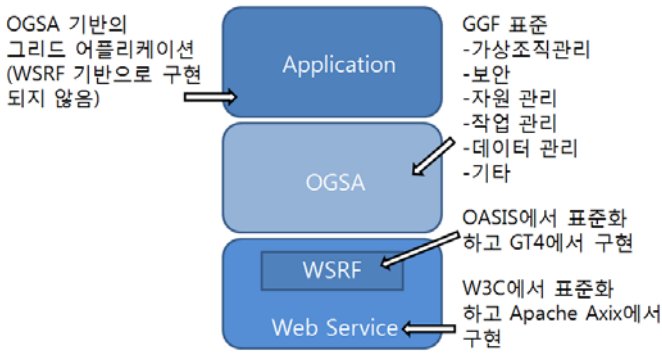 OGSA 기반의
그리드 어플리케이션
(WSRF 기반으로 구현
되지 않음)
Application
GGF 표준
-가상조직관리
-보안
-자원 관리
-작업 관리
-데이터 관리
-기타
OGSA
OASIS에서 표준화
하고 GT4에서 구현
WSRF
W3C에서 표준화
하고 Apache Axix에서
구현
Web Service